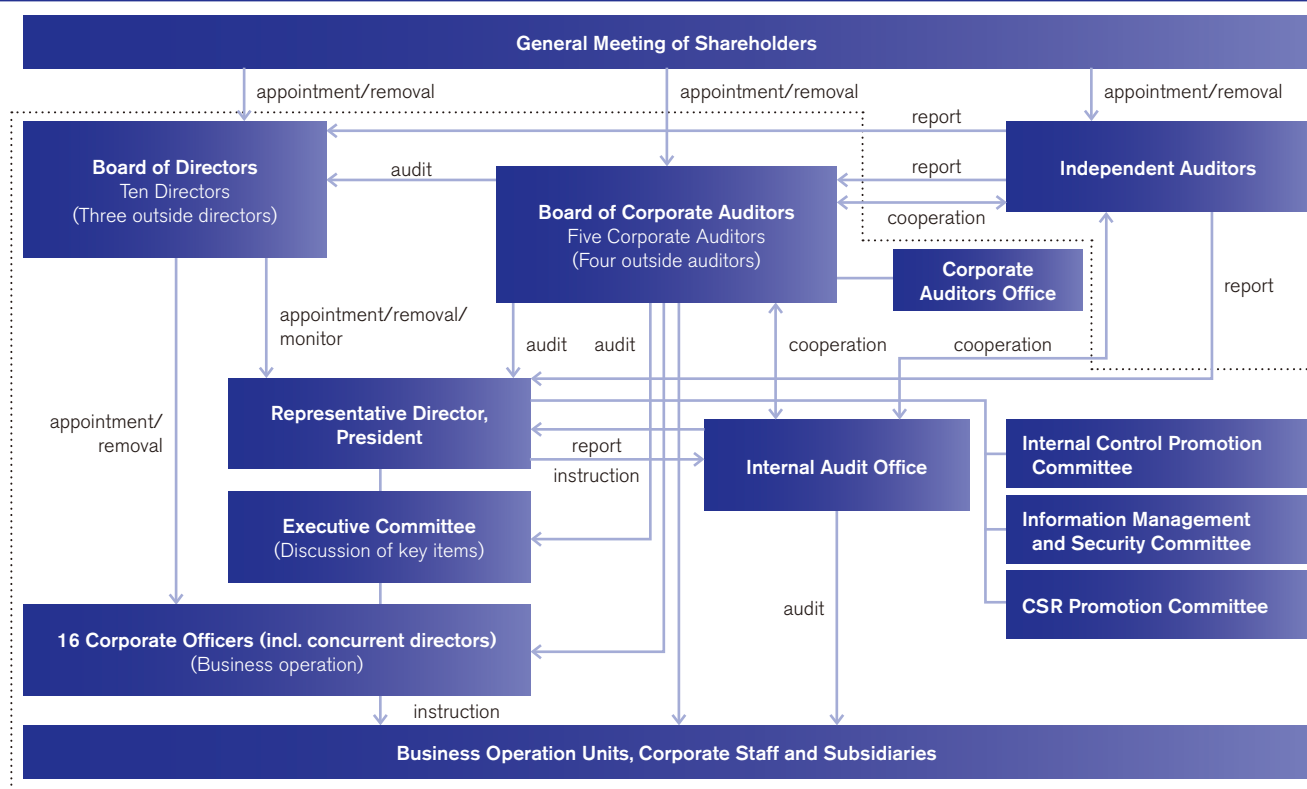 General Meeting of Shareholders
appointment/removal
appointment/removal
appointment/removal
report
Board of Directors
Ten Directors
(Three outside directors)
audit
Board of Corporate Auditors
Five Corporate Auditors
(Four outside auditors)
report
cooperation
Independent Auditors
Corporate
Auditors Office
report
appointment/removal/
monitor
audit
audit
cooperation
cooperation
appointment/
removal
Representative Director,
President
report
instruction
Internal Audit Office
Internal Control Promotion
Committee
Executive Committee
(Discussion of key items)
Information Management
and Security Committee
audit
CSR Promotion Committee
16 Corporate Officers (incl. concurrent directors)
(Business operation)
instruction
Business Operation Units, Corporate Staff and Subsidiaries